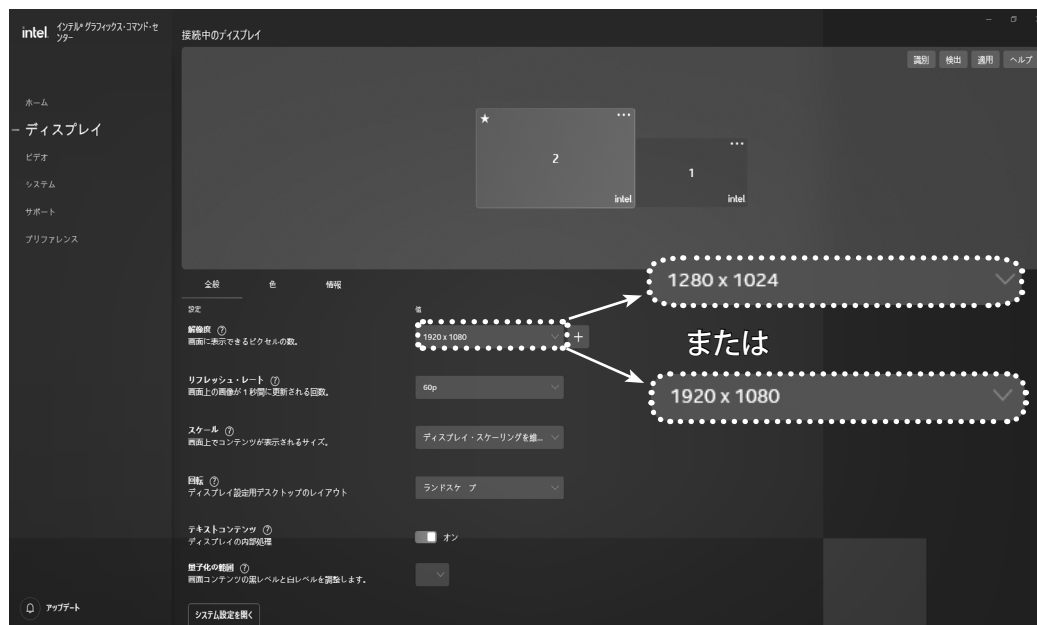 intel. インテル® グラフィックス・コマンド・センター
接続中のディスプレイ
識別 検出 適用 ヘルプ
ホーム
ディスプレイ
ビデオ
システム
サポート
プリファレンス
2
intel.
1
intel.
全般 色 情報
設定 値
解像度 ?
画面に表示できるピクセルの数。
1920 x 1080
+
1280 x 1024
または
1920 x 1080
リフレッシュ・レート ?
画面上の画像が 1 秒間に更新される回数。
60p
スケール ?
画面上でコンテンツが表示されるサイズ。
ディスプレイ・スケーリングを維...
回転 ?
ディスプレイ設定用デスクトップのレイアウト
ランドスケ プ
テキストコンテンツ ?
ディスプレイの内部処理
オン
量子化の範囲 ?
画面コンテンツの黒レベルと白レベルを調整します。
アップデート
システム設定を開く